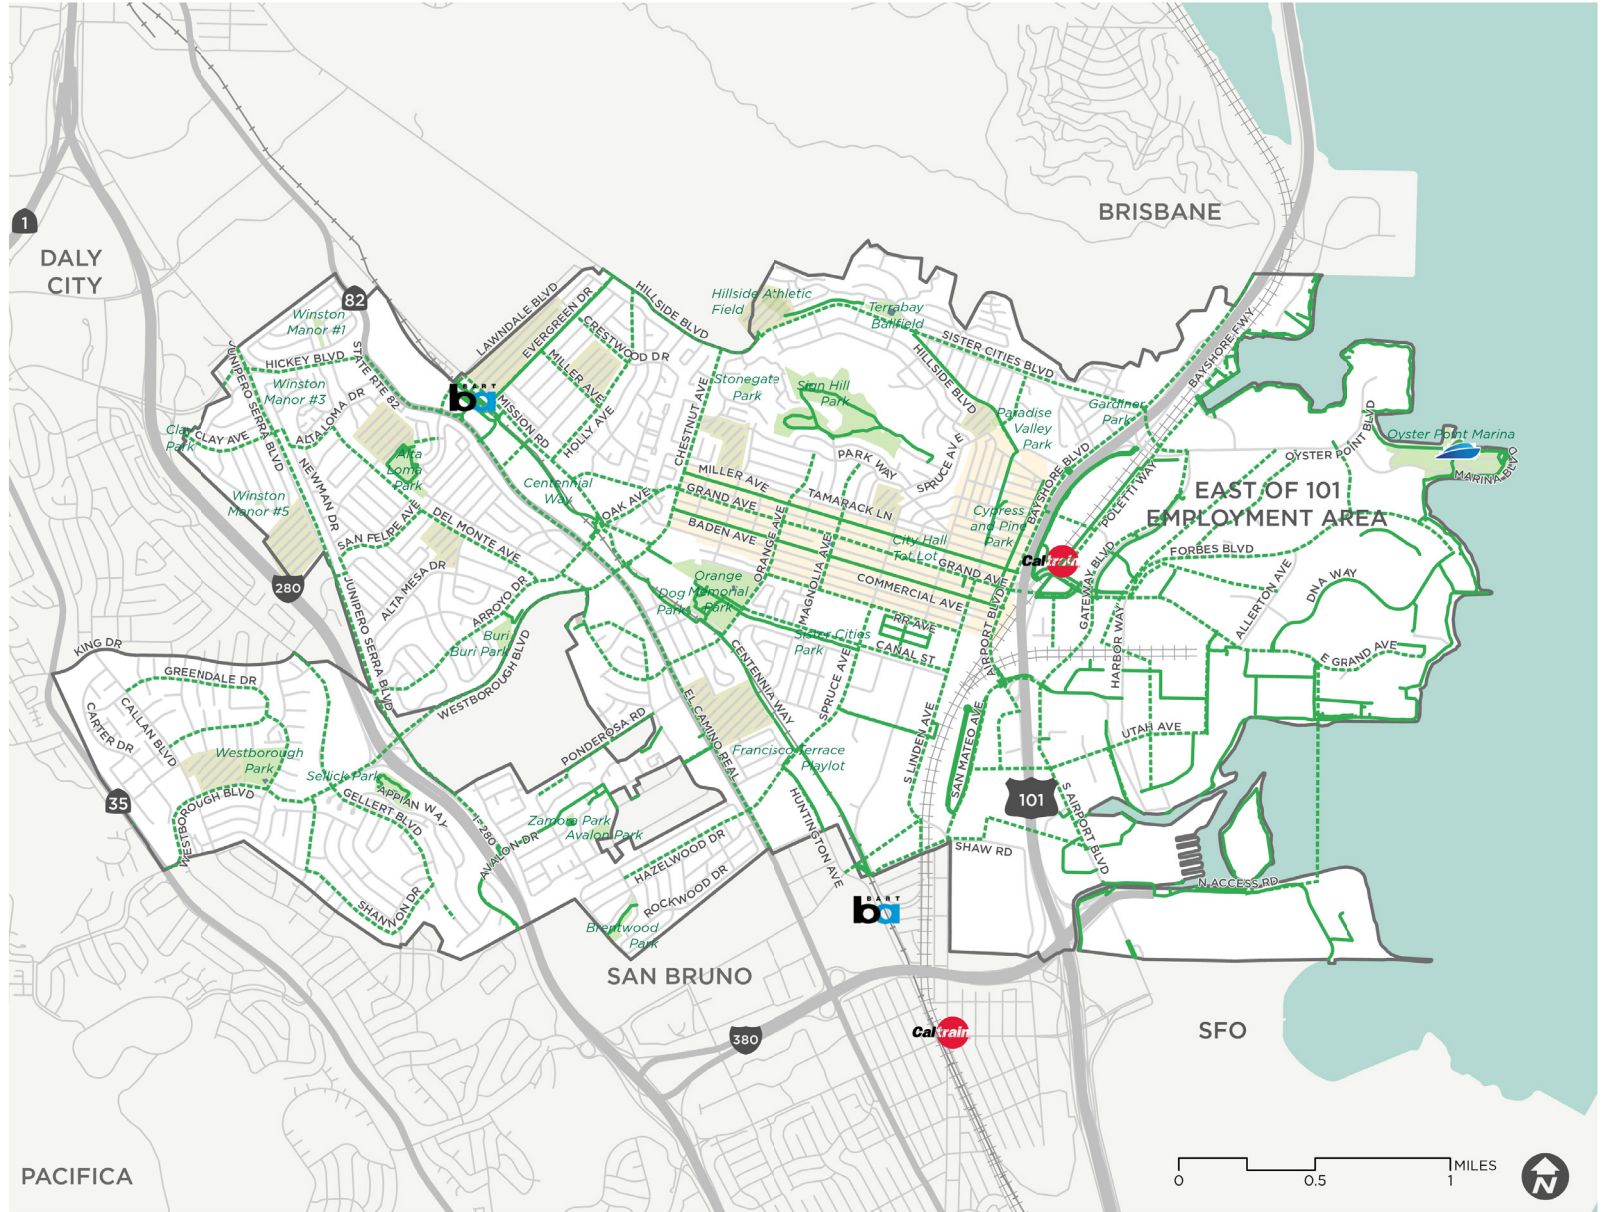 BRISBANE
1
DALY
CITY
82
LAWNDALE BLVD
EVERGREEN DR
HILLSIDE BLVD
Hillside Athletic
Field
Terrabay
Ballfield
Winston
Manor #1
CRESTWOOD DR
SISTER CITIES BLVD
BAYSHORE FWY
JUNIPERO SERRA BLVD
HICKEY BLVD
STATE RTE 82
MILLER AVE
HILLSIDE BLVD
Winston
Manor #3
BART
ba
Stonegate
Park
Sign Hill
Park
Paradise
Valley
Park
Gardiner
Park
OYSTER POINT BLVD
Oyster Point Marina
MARINA BLVD
Clay
Park
CLAY AVE
ALTA LOMA DR
MISSION RD
HOLLY AVE
CHESTNUT AVE
Alta
Loma
Park
PARK WAY
SPRUCE AVE
BAYSHORE BLVD
POLETTI WAY
EAST OF 101
EMPLOYMENT AREA
Winston
Manor #5
NEWMAN DR
Centennial
Way
OAK AVE
MILLER AVE
GRAND AVE
TAMARACK LN
BADEN AVE
Cypress
and Pine
Park
SAN FELIPE AVE
DEL MONTE AVE
ORANGE AVE
MAGNOLIA AVE
City Hall
Tot Lot
GRAND AVE
Caltrain
FORBES BLVD
280
JUNIPERO SERRA BLVD
ALTA MESA DR
ARROYO DR
Orange
Memorial
Park
Dog
Park
COMMERCIAL AVE
GATEWAY BLVD
HARBOR WAY
ALLERTON AVE
DNA WAY
KING DR
Buri
Buri Park
WESTBOROUGH BLVD
Sister Cities
Park
RR AVE
CANAL ST
AIRPORT BLVD
E GRAND AVE
GREENDALE DR
CALLAN BLVD
CARTER DR
EL CAMINO REAL
CENTENNIA WAY
SPRUCE AVE
S LINDEN AVE
SAN MATEO AVE
UTAH AVE
PONDEROSA RD
Francisco Terrace
Playlot
Westborough
Park
Sellick Park
APPIAN WAY
GELLERT BLVD
35
WESTBOROUGH BLVD
I- 280
AVALON DR
Zamora Park
Avalon Park
HUNTINGTON AVE
101
S AIRPORT BLVD
SHAW RD
HAZELWOOD DR
ROCKWOOD DR
N ACCESS RD
SHANNON DR
Brentwood
Park
BART
ba
SAN BRUNO
SFO
Caltrain
380
PACIFICA
0
0.5
1
MILES
N